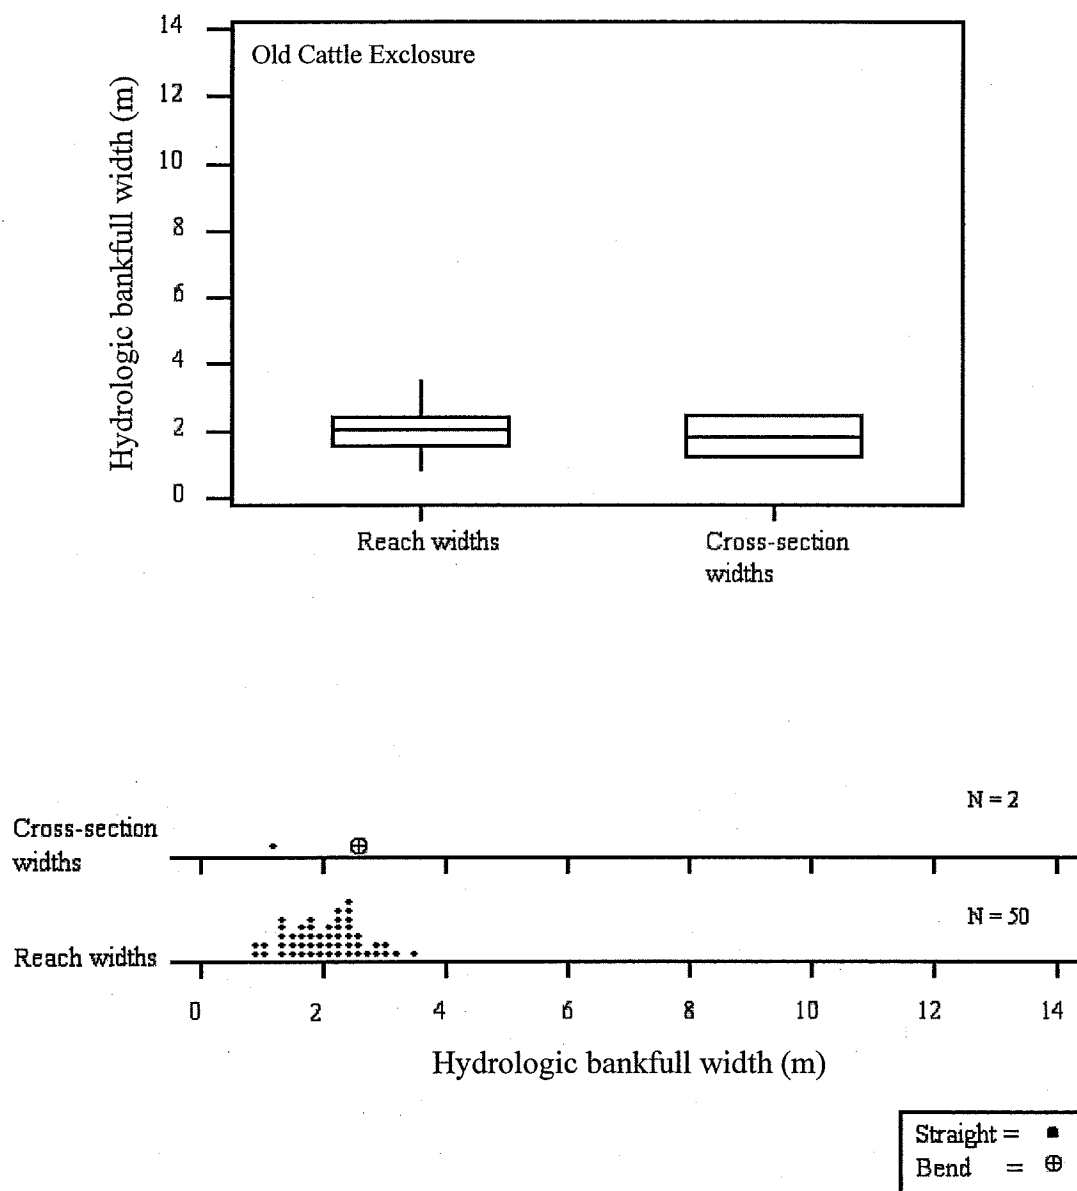 14
Old Cattle Exclosure
12
10
8
6
4
2
0
Hydrologic bankfull width (m)
Reach widths
Cross-section
widths
N = 2
Cross-section
widths
N = 50
Reach widths
0 2 4 6 8 10 12 14
Hydrologic bankfull width (m)
Straight =
Bend =